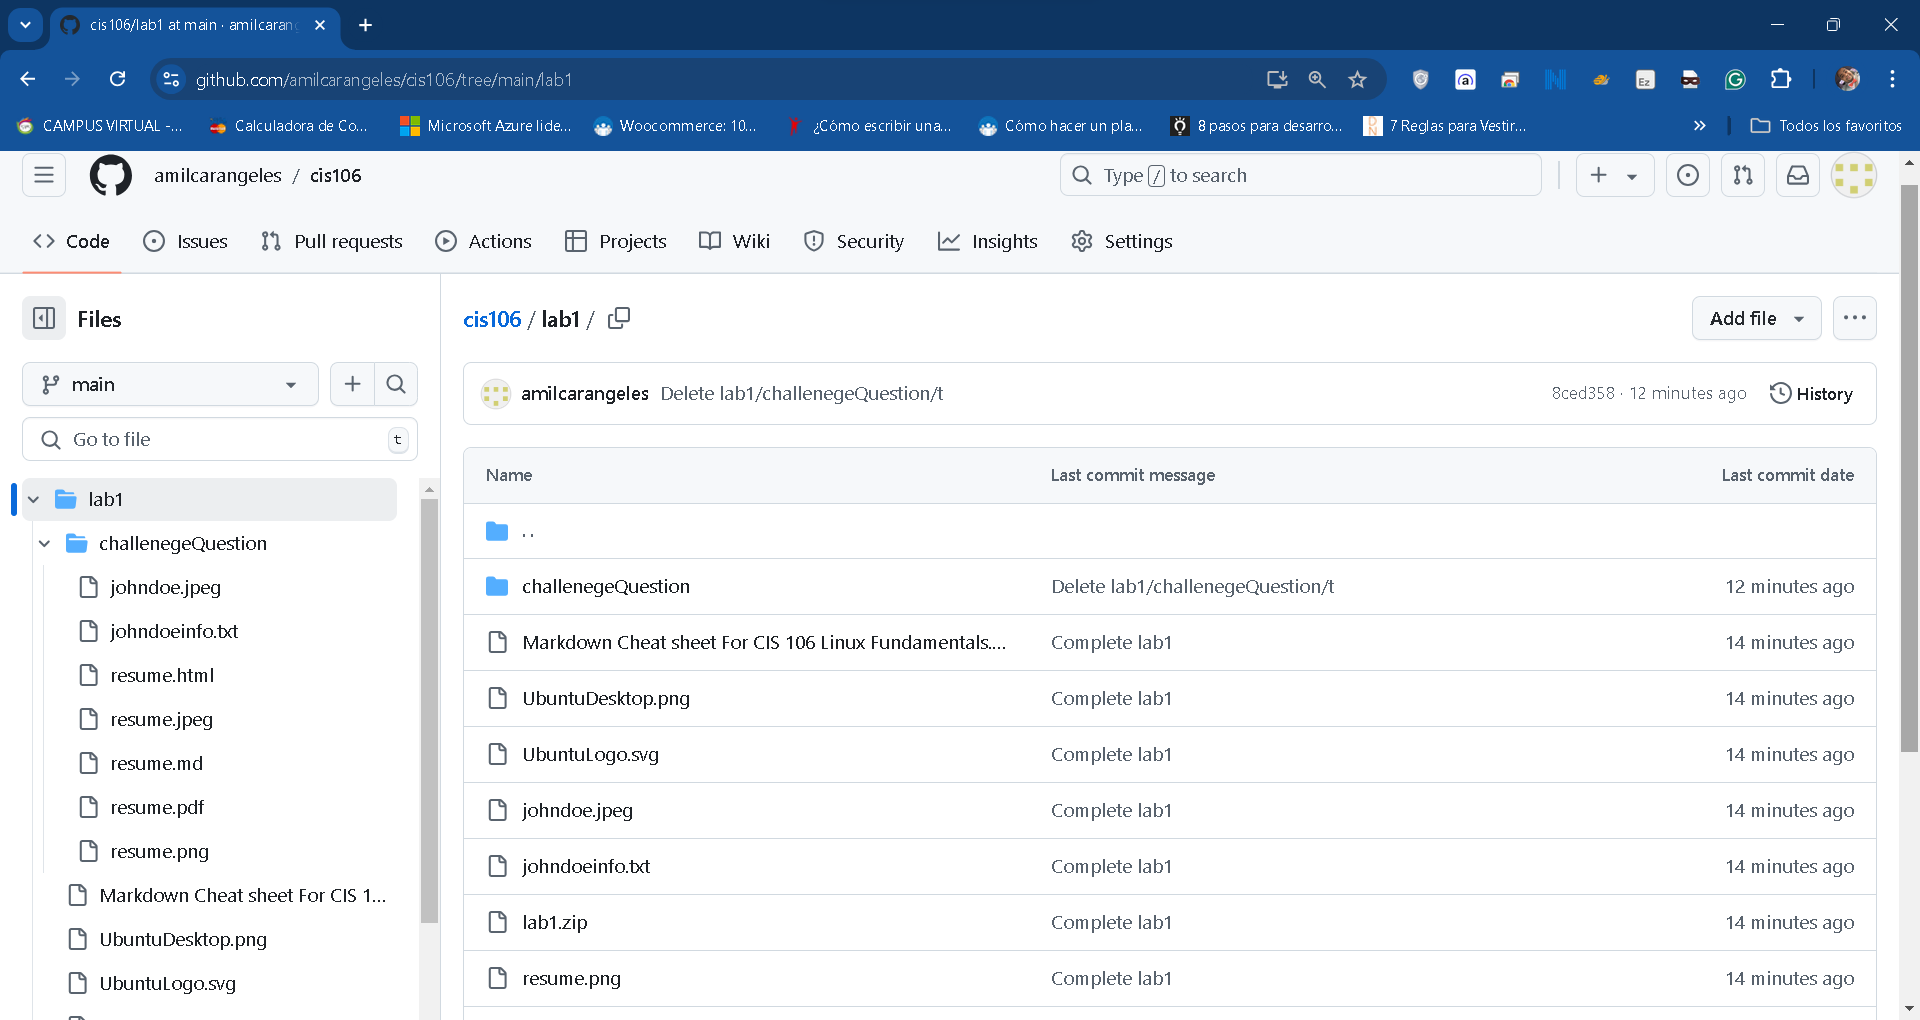 cis106/lab1 at main · amilcarang
github.com/amilcarangeles/cis106/tree/main/lab1
CAMPUS VIRTUAL -...
Calculadora de Co...
Microsoft Azure lide...
Woocommerce: 10...
¿Cómo escribir una...
Cómo hacer un pla...
8 pasos para desarro...
7 Reglas para Vestir...
Todos los favoritos
amilcarangeles / cis106
Type / to search
Code
Issues
Pull requests
Actions
Projects
Wiki
Security
Insights
Settings
Files
main
Go to file
t
lab1
challenegeQuestion
johndoe.jpeg
johndoeinfo.txt
resume.html
resume.jpeg
resume.md
resume.pdf
resume.png
Markdown Cheat sheet For CIS 1...
UbuntuDesktop.png
UbuntuLogo.svg
cis106 / lab1 /
Add file
amilcarangeles Delete lab1/challenegeQuestion/t 8ced358 · 12 minutes ago History
Name Last commit message Last commit date
..
challenegeQuestion Delete lab1/challenegeQuestion/t 12 minutes ago
Markdown Cheat sheet For CIS 106 Linux Fundamentals.... Complete lab1 14 minutes ago
UbuntuDesktop.png Complete lab1 14 minutes ago
UbuntuLogo.svg Complete lab1 14 minutes ago
johndoe.jpeg Complete lab1 14 minutes ago
johndoeinfo.txt Complete lab1 14 minutes ago
lab1.zip Complete lab1 14 minutes ago
resume.png Complete lab1 14 minutes ago